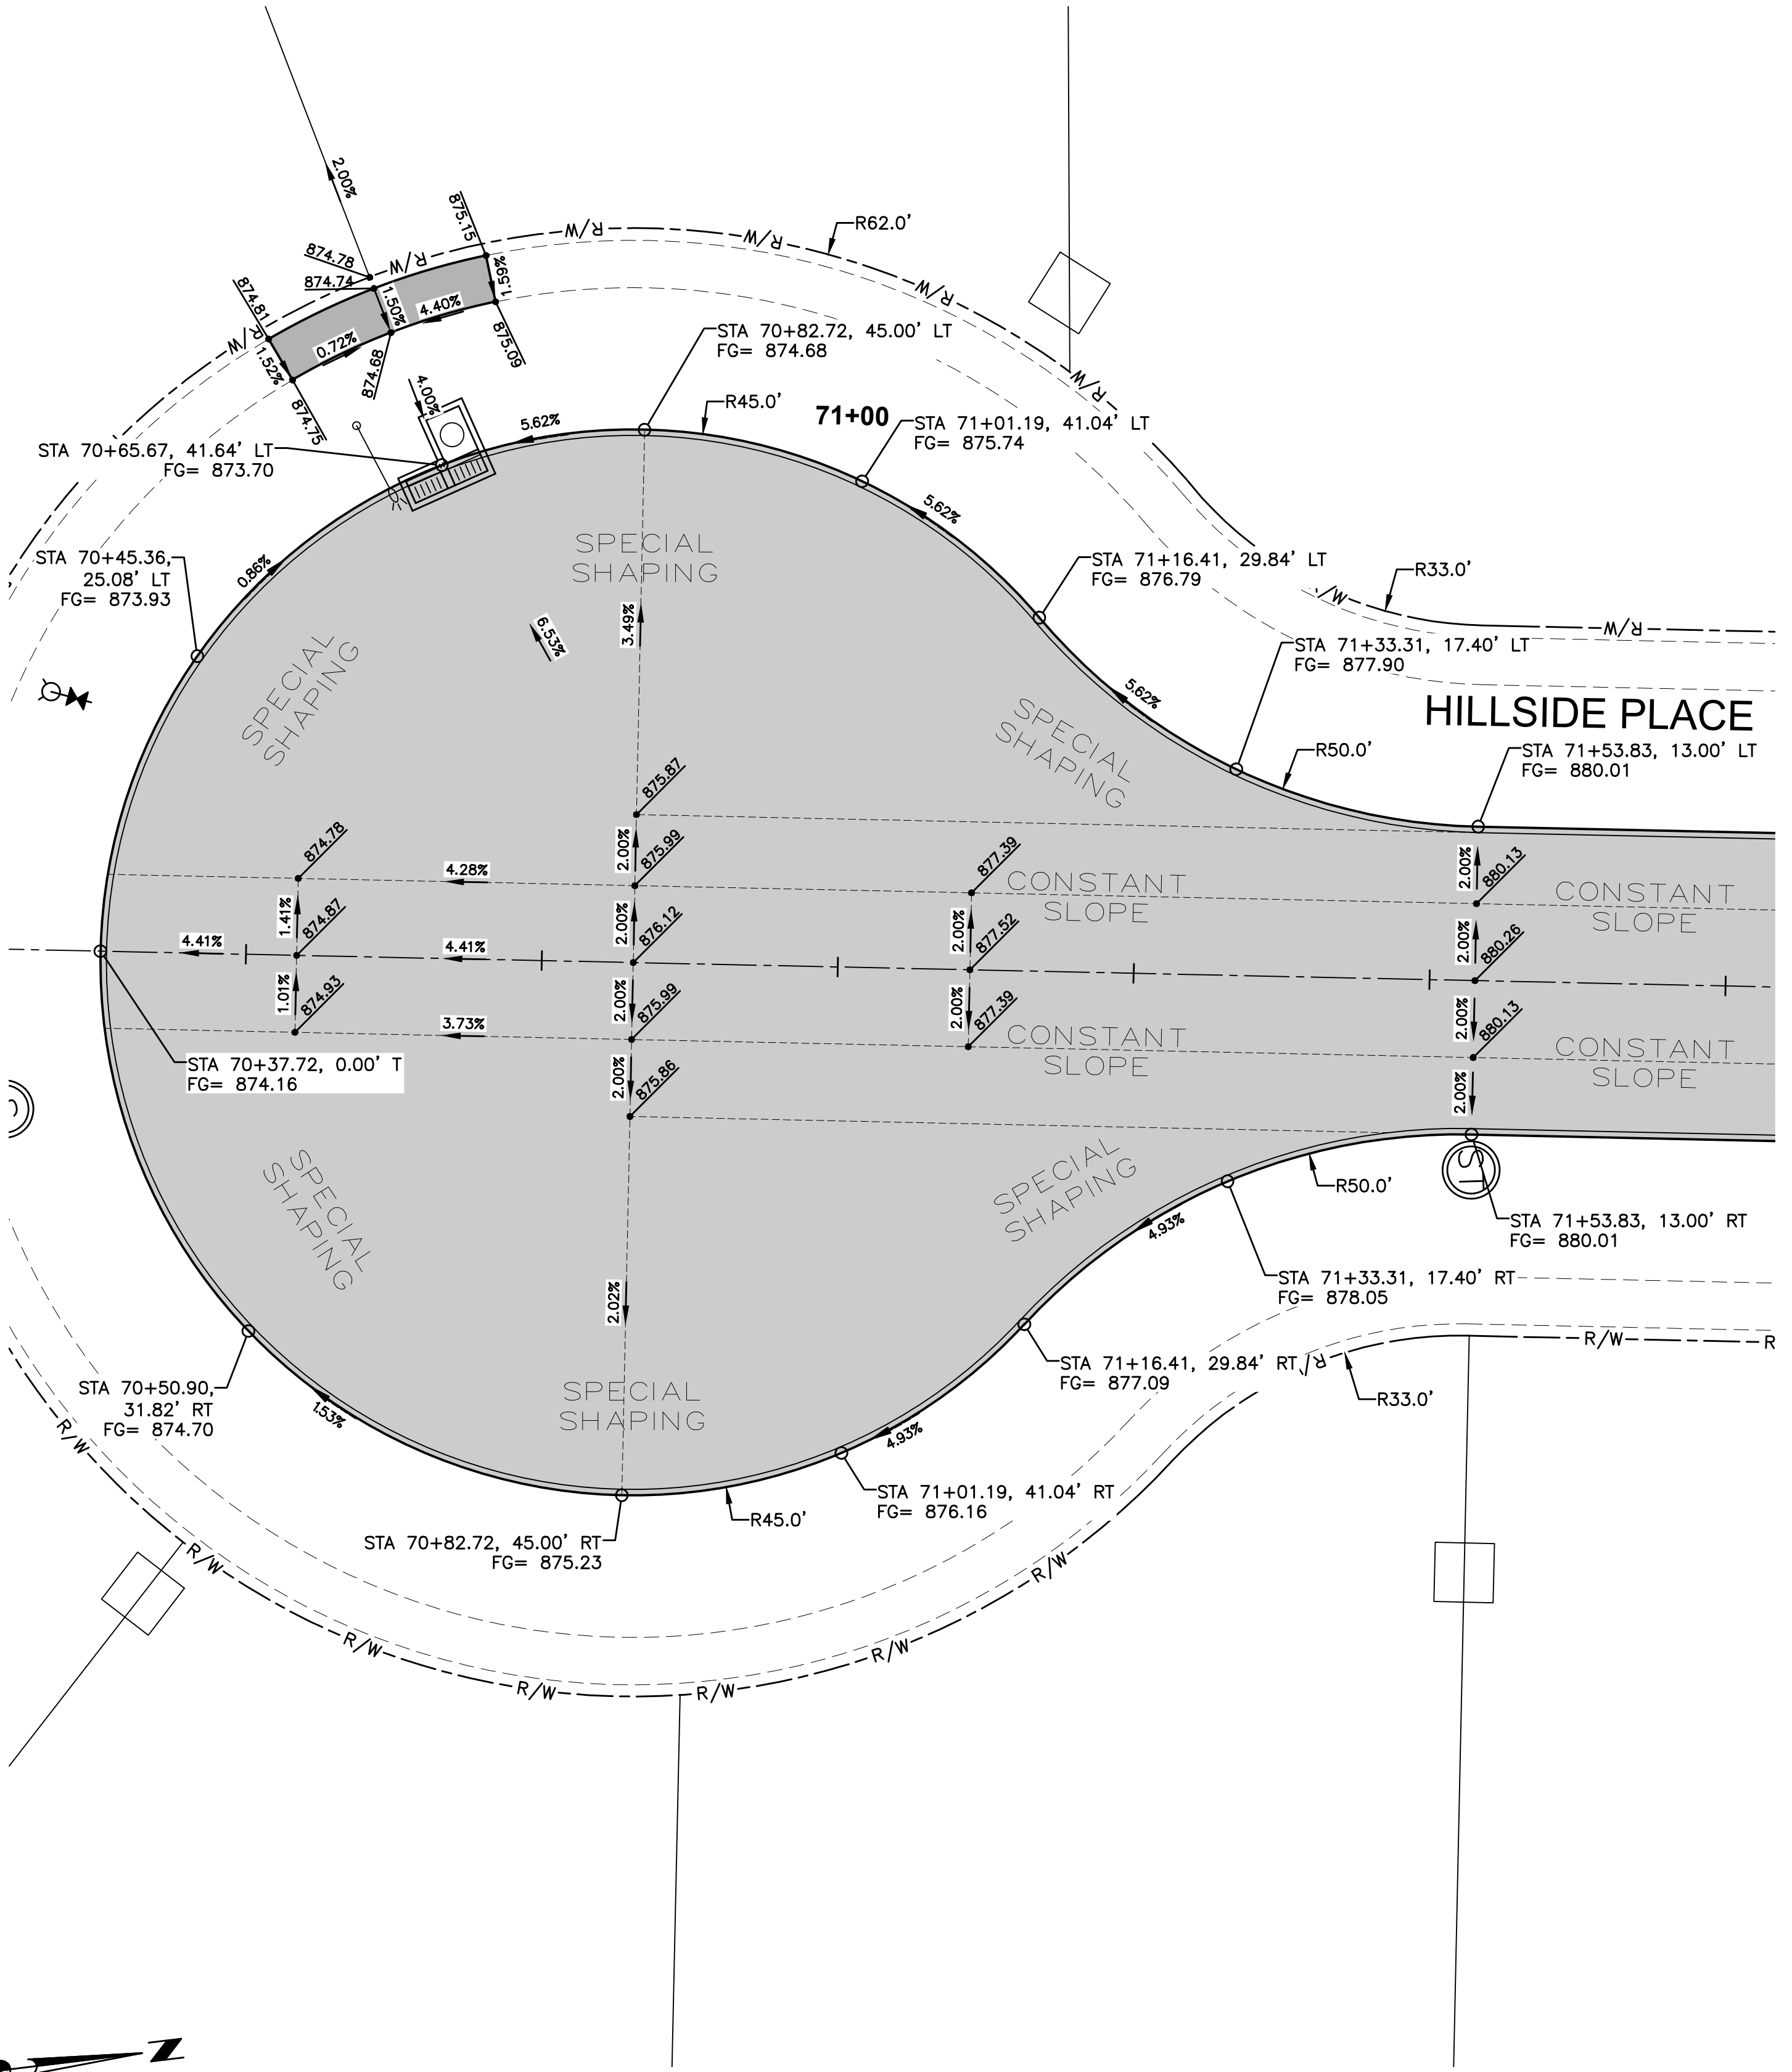 2.00%
875.15
R/W
R/W
R62.0'
874.78
R/W
874.74
1.59%
874.81
1.50%
4.40%
R/W
R/W
0.72%
1.52%
874.68
875.09
STA 70+82.72, 45.00' LT
FG= 874.68
R/W
874.75
4.00%
5.62%
R45.0'
71+00
STA 71+01.19, 41.04' LT
FG= 875.74
STA 70+65.67, 41.64' LT
FG= 873.70
5.62%
SPECIAL
SHAPING
STA 70+45.36,
25.08' LT
FG= 873.93
0.86%
STA 71+16.41, 29.84' LT
FG= 876.79
R33.0'
/W
R/W
3.49%
6.53%
STA 71+33.31, 17.40' LT
FG= 877.90
SPECIAL
SHAPING
5.62%
SPECIAL
SHAPING
HILLSIDE PLACE
R50.0'
STA 71+53.83, 13.00' LT
FG= 880.01
875.87
874.78
2.00%
875.99
877.39
2.00%
880.13
4.28%
CONSTANT
SLOPE
CONSTANT
SLOPE
1.41%
874.87
2.00%
876.12
2.00%
877.52
2.00%
880.26
4.41%
4.41%
1.01%
874.93
2.00%
875.99
2.00%
877.39
2.00%
880.13
3.73%
CONSTANT
SLOPE
CONSTANT
SLOPE
STA 70+37.72, 0.00' T
FG= 874.16
2.00%
875.86
2.00%
S
SPECIAL
SHAPING
SPECIAL
SHAPING
ST
R50.0'
STA 71+53.83, 13.00' RT
FG= 880.01
4.93%
2.02%
STA 71+33.31, 17.40' RT
FG= 878.05
R/W
R
STA 71+16.41, 29.84' RT
FG= 877.09
R/
R33.0'
STA 70+50.90,
31.82' RT
FG= 874.70
1.53%
SPECIAL
SHAPING
4.93%
R/W
STA 71+01.19, 41.04' RT
FG= 876.16
R45.0'
STA 70+82.72, 45.00' RT
FG= 875.23
R/W
R/W
R/W
R/W
R/W
R/W
N